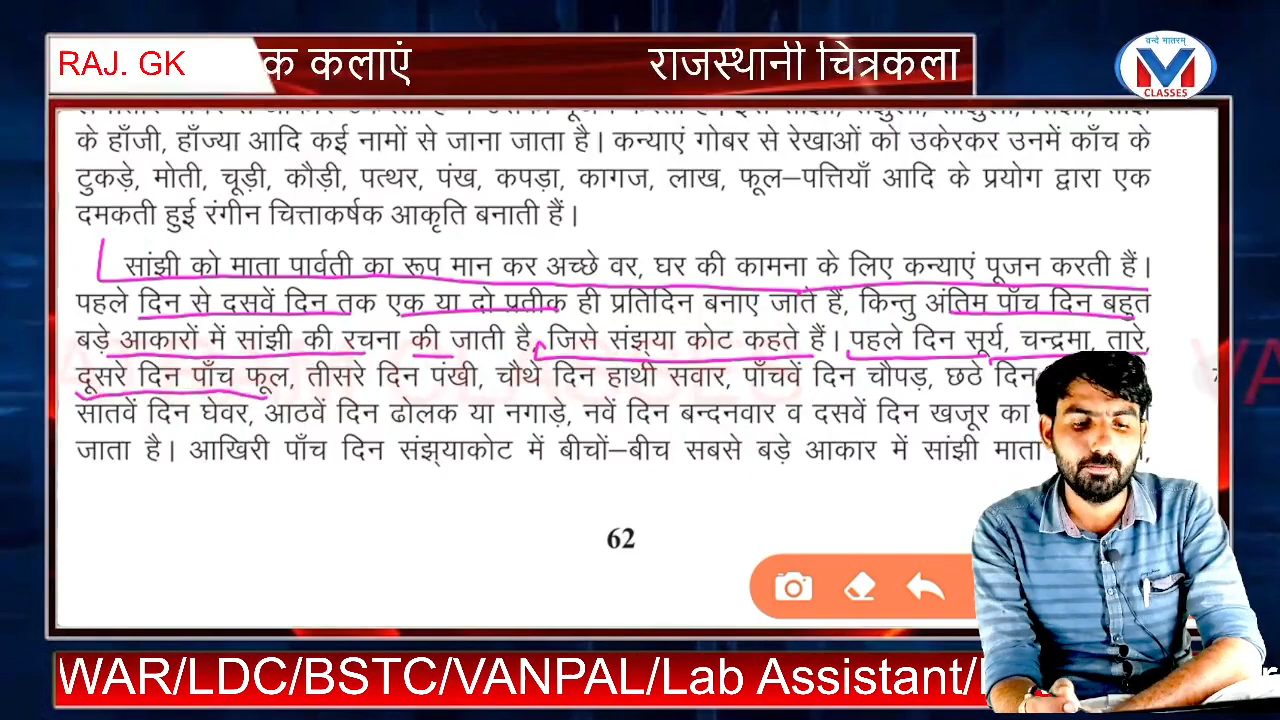 RAJ. GK
क कलाएं
राजस्थानी चित्रकला
वन्दे मातरम्
CLASSES
के हाँजी, हाँज्या आदि कई नामों से जाना जाता है। कन्याएं गोबर से रेखाओं को उकेरकर उनमें काँच के
टुकड़े, मोती, चूड़ी, कौड़ी, पत्थर, पंख, कपड़ा, कागज, लाख, फूल–पत्तियाँ आदि के प्रयोग द्वारा एक
दमकती हुई रंगीन चित्ताकर्षक आकृति बनाती हैं।
सांझी को माता पार्वती का रूप मान कर अच्छे वर, घर की कामना के लिए कन्याएं पूजन करती हैं।
पहले दिन से दसवें दिन तक एक या दो प्रतीक ही प्रतिदिन बनाए जाते हैं, किन्तु अंतिम पाँच दिन बहुत
बड़े आकारों में सांझी की रचना की जाती है, जिसे संझ्या कोट कहते हैं। पहले दिन सूर्य, चन्द्रमा, तारे,
दूसरे दिन पाँच फूल, तीसरे दिन पंखी, चौथे दिन हाथी सवार, पाँचवें दिन चौपड़, छठे दिन
सातवें दिन घेवर, आठवें दिन ढोलक या नगाड़े, नवें दिन बन्दनवार व दसवें दिन खजूर का
जाता है। आखिरी पाँच दिन संझ्याकोट में बीचों–बीच सबसे बड़े आकार में सांझी माता
62
WAR/LDC/BSTC/VANPAL/Lab Assistant/